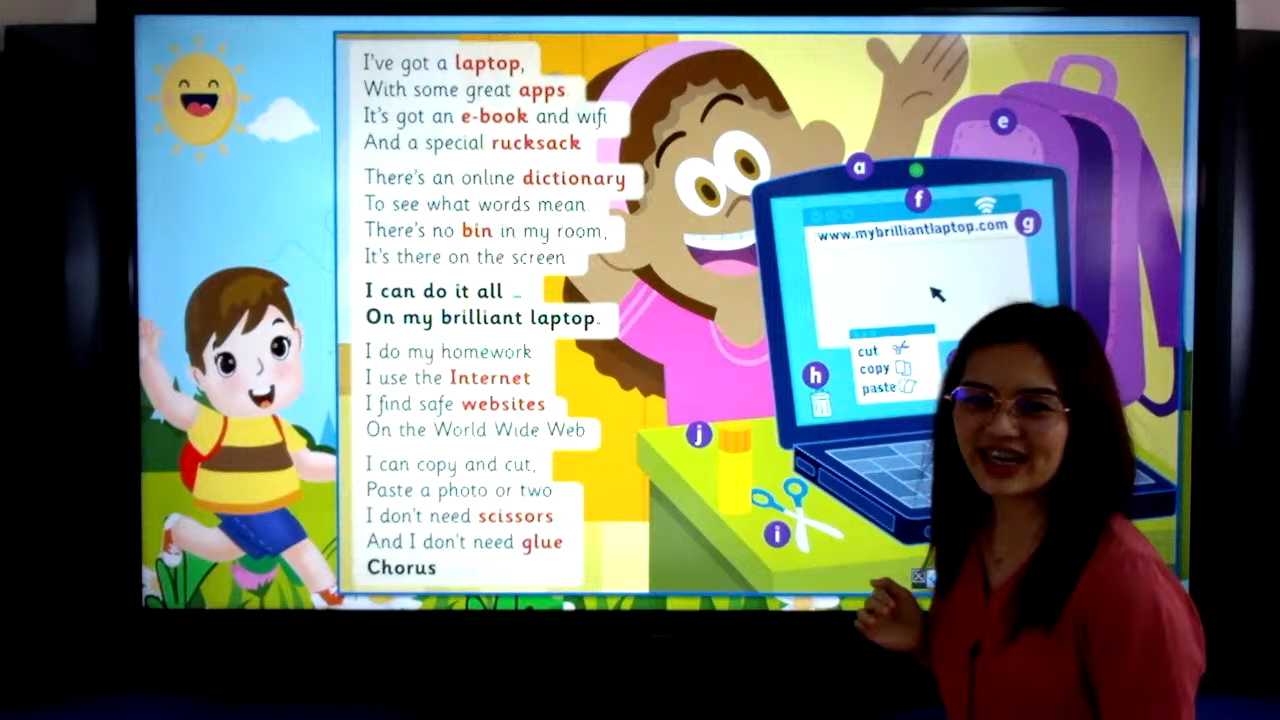 I've got a laptop,
With some great apps.
It's got an e-book and wifi
And a special rucksack
There's an online dictionary
To see what words mean.
There's no bin in my room,
It's there on the screen
I can do it all
On my brilliant laptop.
I do my homework
I use the Internet
I find safe websites
On the World Wide Web
I can copy and cut,
Paste a photo or two
I don't need scissors
And I don't need glue
Chorus
e
a
f
g
www.mybrilliantlaptop.com
cut
copy
paste
h
j
i